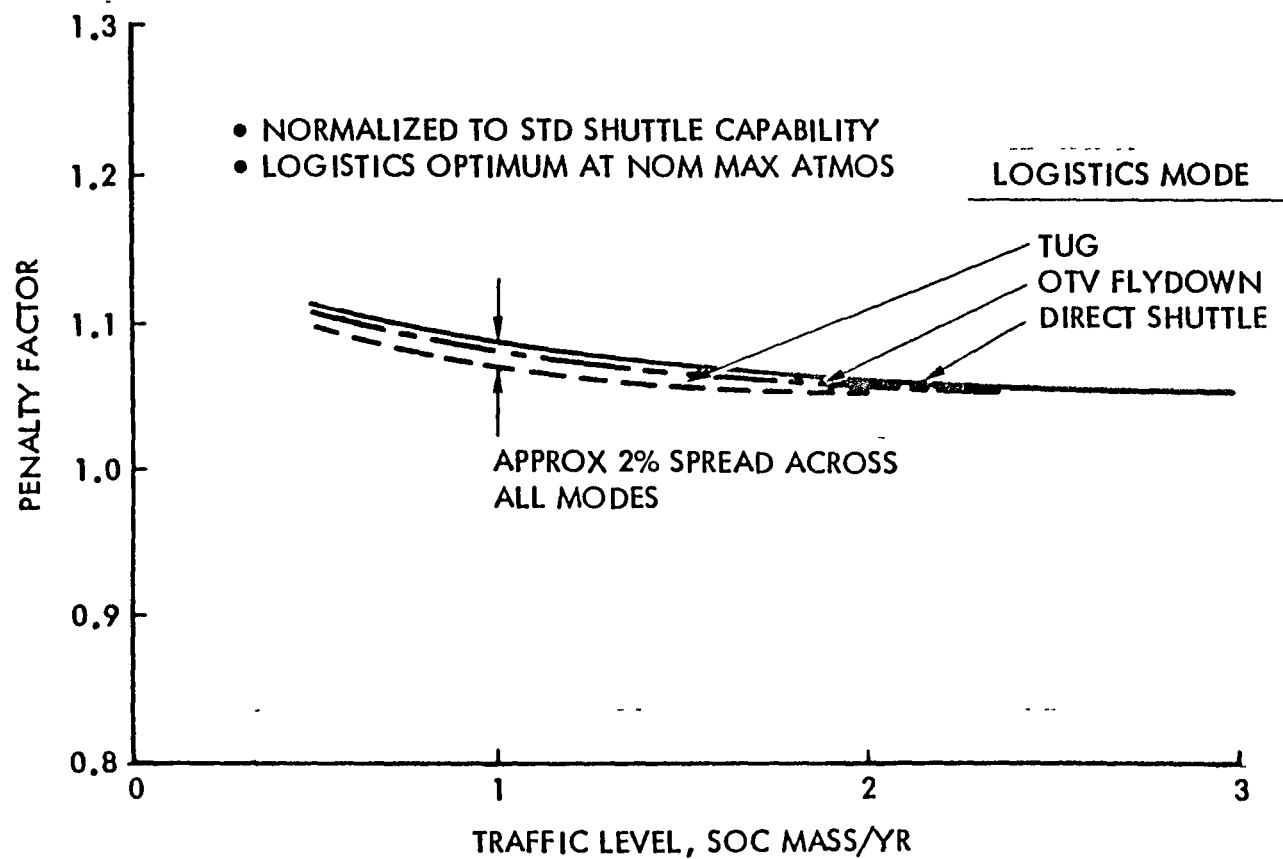 1.3
• NORMALIZED TO STD SHUTTLE CAPABILITY
• LOGISTICS OPTIMUM AT NOM MAX ATMOS
1.2
LOGISTICS MODE
TUG
OTV FLYDOWN
DIRECT SHUTTLE
1.1
PENALTY FACTOR
APPROX 2% SPREAD ACROSS
ALL MODES
1.0
0.9
0.8
0
1
2
3
TRAFFIC LEVEL, SOC MASS/YR